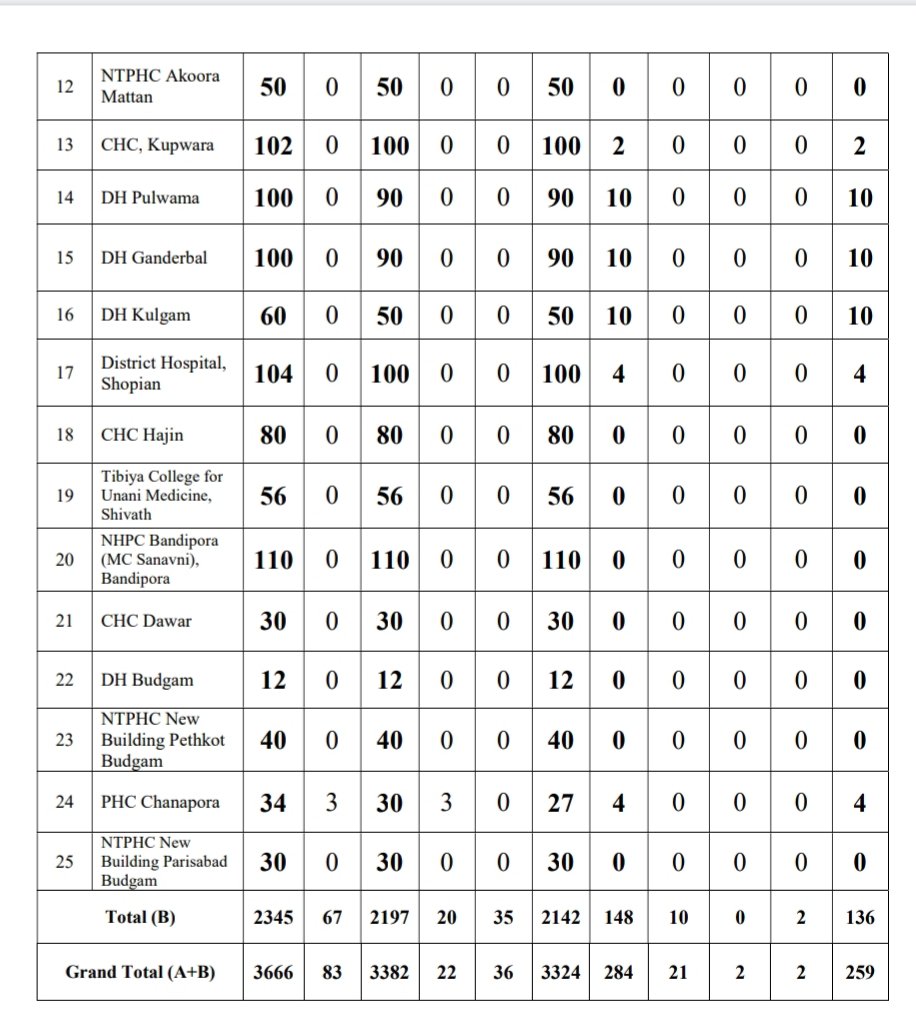 12 NTPHC Akoora Mattan 50 0 50 0 0 50 0 0 0 0 0
13 CHC, Kupwara 102 0 100 0 0 100 2 0 0 0 2
14 DH Pulwama 100 0 90 0 0 90 10 0 0 0 10
15 DH Ganderbal 100 0 90 0 0 90 10 0 0 0 10
16 DH Kulgam 60 0 50 0 0 50 10 0 0 0 10
17 District Hospital, Shopian 104 0 100 0 0 100 4 0 0 0 4
18 CHC Hajin 80 0 80 0 0 80 0 0 0 0 0
19 Tibiya College for Unani Medicine, Shivath 56 0 56 0 0 56 0 0 0 0 0
20 NHPC Bandipora (MC Sanavni), Bandipora 110 0 110 0 0 110 0 0 0 0 0
21 CHC Dawar 30 0 30 0 0 30 0 0 0 0 0
22 DH Budgam 12 0 12 0 0 12 0 0 0 0 0
23 NTPHC New Building Pethkot Budgam 40 0 40 0 0 40 0 0 0 0 0
24 PHC Chanapora 34 3 30 3 0 27 4 0 0 0 4
25 NTPHC New Building Parisabad Budgam 30 0 30 0 0 30 0 0 0 0 0
Total (B) 2345 67 2197 20 35 2142 148 10 0 2 136
Grand Total (A+B) 3666 83 3382 22 36 3324 284 21 2 2 259